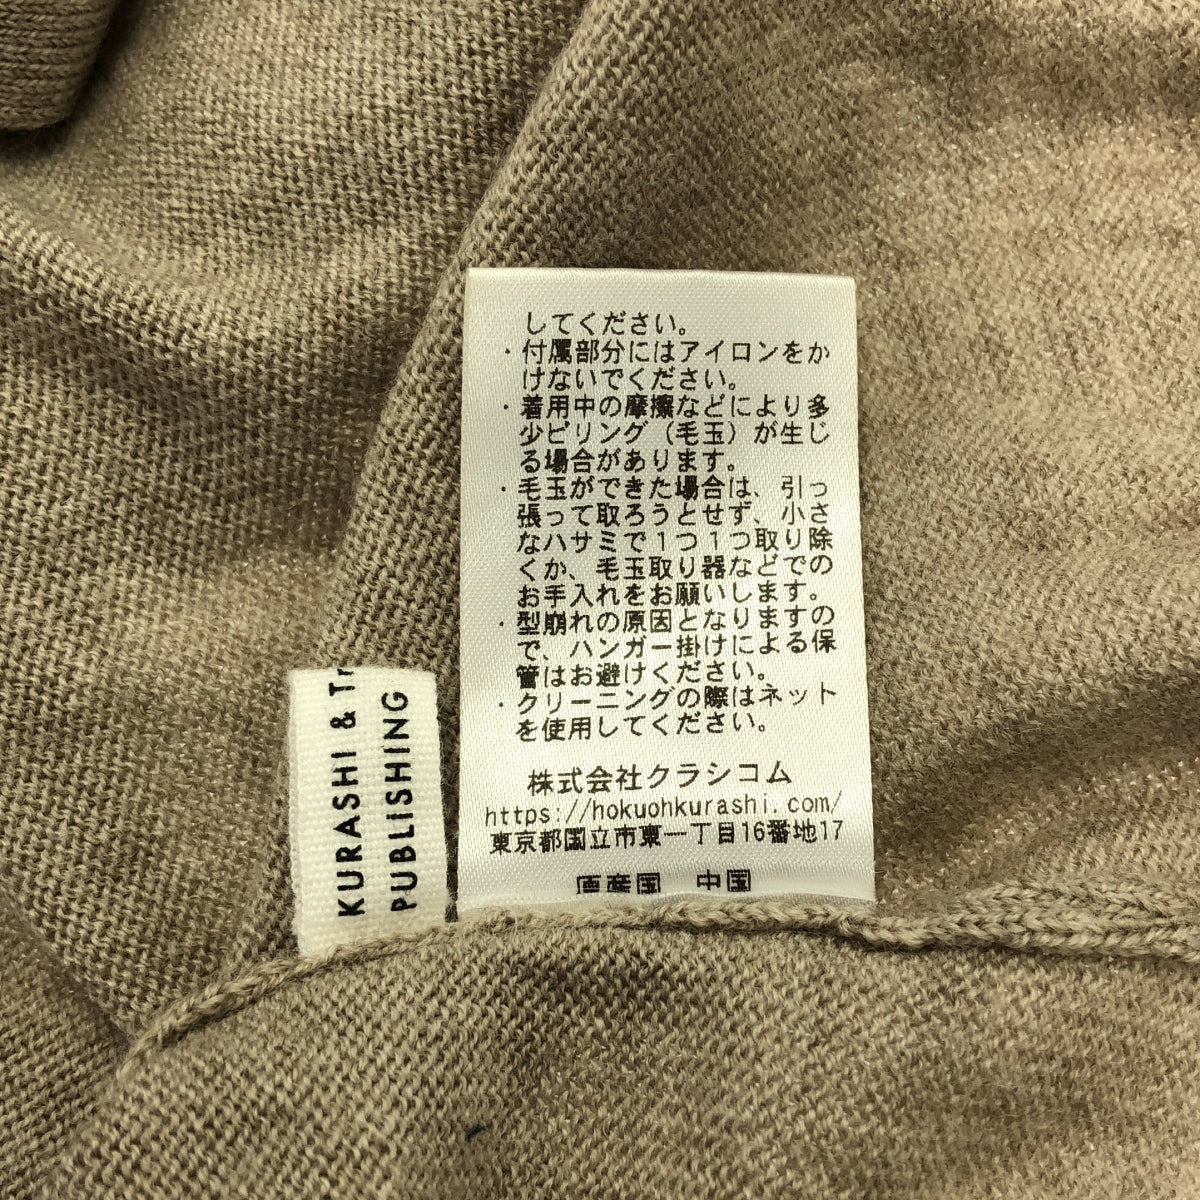 してください。
・付属部分にはアイロンをか
けないでください。
・着用中の摩擦などにより多
少ピリング（毛玉）が生じ
る場合があります。
・毛玉ができた場合は、引っ
張って取ろうとせず、小さ
なハサミで１つ１つ取り除
くか、毛玉取り器などでの
お手入れをお願いします。
・型崩れの原因となりますの
で、ハンガー掛けによる保
管はお避けください。
・クリーニングの際はネット
を使用してください。
株式会社クラシコム
https://hokuohkurashi.com/
東京都国立市東一丁目16番地17
原産国 中国
KURASHI & Tr
PUBLISHING